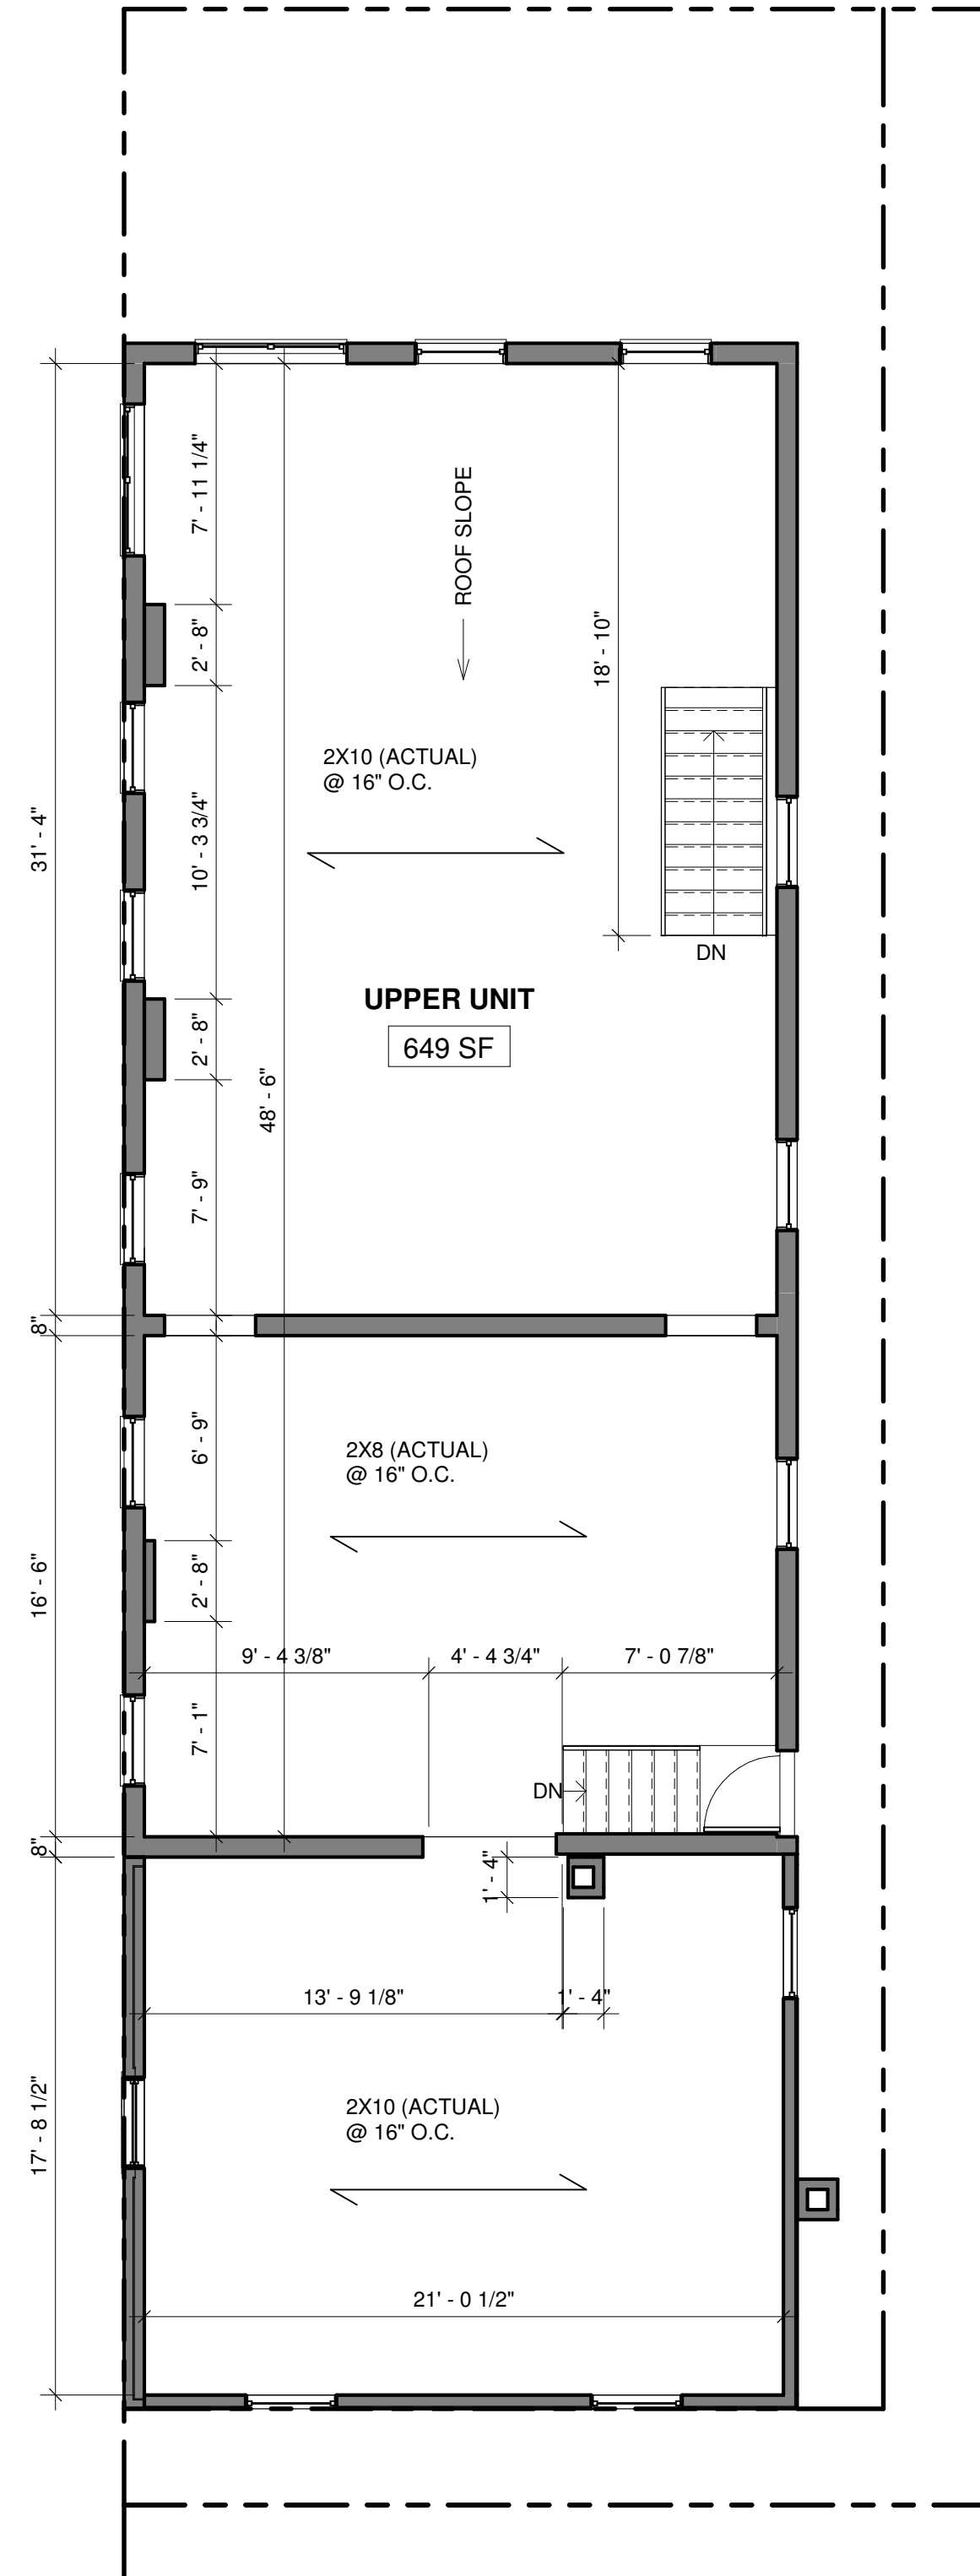 7' - 11 1/4"
ROOF SLOPE
2' - 8"
18' - 10"
2X10 (ACTUAL)
@ 16" O.C.
31' - 4"
10' - 3 3/4"
DN
UPPER UNIT
649 SF
2' - 8"
48' - 6"
7' - 9"
8"
6' - 9"
2X8 (ACTUAL)
@ 16" O.C.
16' - 6"
2' - 8"
9' - 4 3/8"
4' - 4 3/4"
7' - 0 7/8"
7' - 1"
DN
8"
1' - 4"
13' - 9 1/8"
1' - 4"
17' - 8 1/2"
2X10 (ACTUAL)
@ 16" O.C.
21' - 0 1/2"